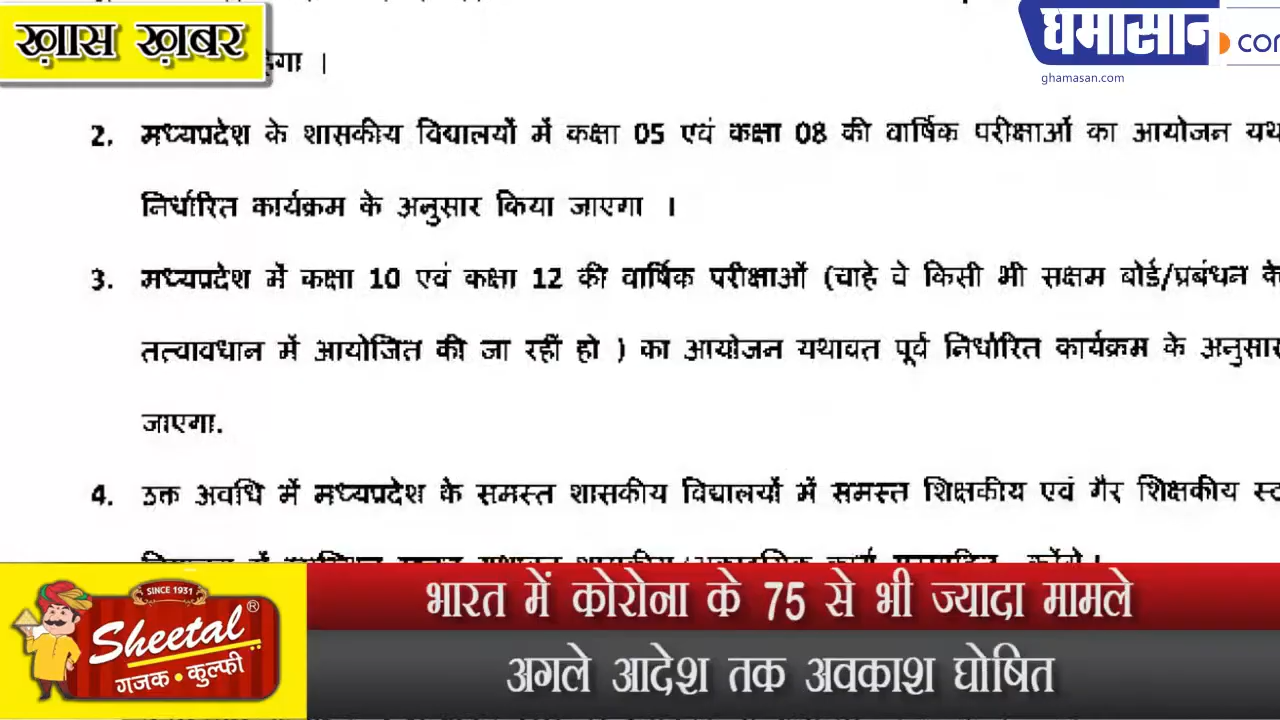 ख़ास ख़बर
घमासान.com
ghamasan.com
2. मध्यप्रदेश के शासकीय विद्यालयों में कक्षा 05 एवं कक्षा 08 की वार्षिक परीक्षाओं का आयोजन
निर्धारित कार्यक्रम के अनुसार किया जाएगा ।
3. मध्यप्रदेश में कक्षा 10 एवं कक्षा 12 की वार्षिक परीक्षाओं (चाहे वे किसी भी सक्षम बोर्ड/प्रबंधन के
तत्वावधान में आयोजित की जा रहीं हो ) का आयोजन यथावत पूर्व निर्धारित कार्यक्रम के अनुसार
जाएगा.
4. उक्त अवधि में मध्यप्रदेश के समस्त शासकीय विद्यालयों में समस्त शिक्षकीय एवं गैर शिक्षकीय
भारत में कोरोना के 75 से भी ज्यादा मामले
अगले आदेश तक अवकाश घोषित
SINCE 1931
Sheetal®
गजक • कुल्फी